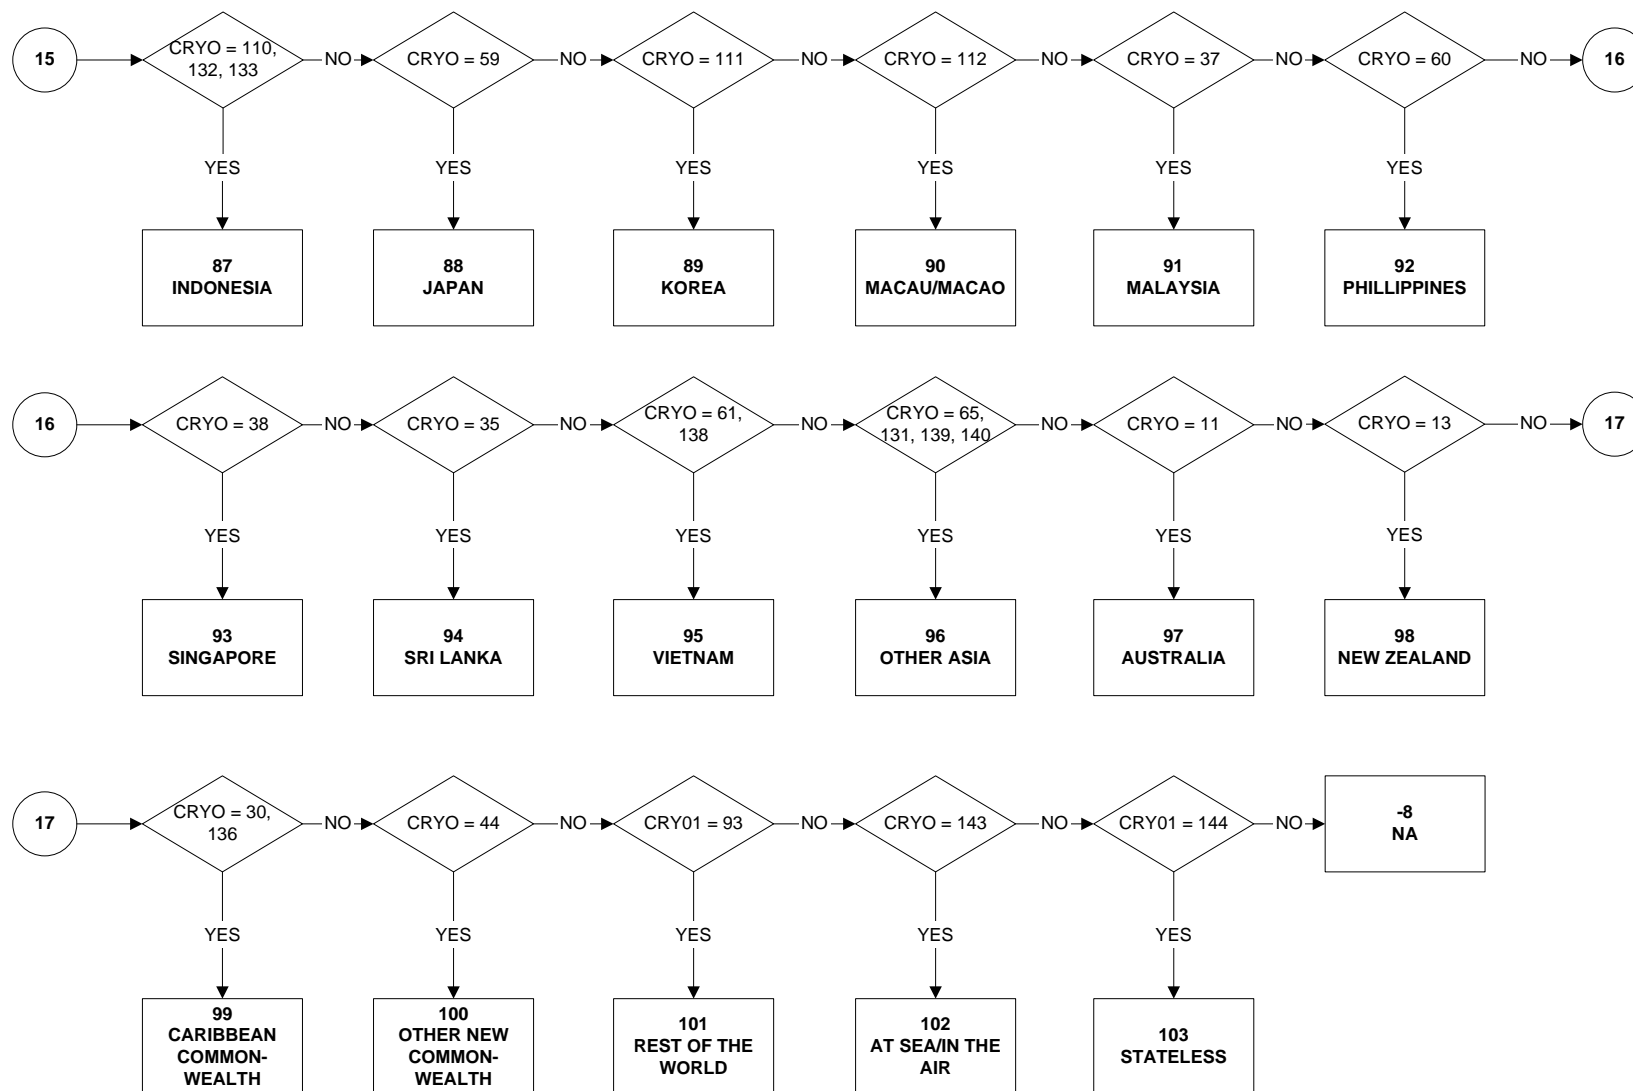 15
CRYO = 110,
132, 133
NO
CRYO = 59
NO
CRYO = 111
NO
CRYO = 112
NO
CRYO = 37
NO
CRYO = 60
NO
16
YES
YES
YES
YES
YES
YES
87
INDONESIA
88
JAPAN
89
KOREA
90
MACAU/MACAO
91
MALAYSIA
92
PHILLIPPINES
16
CRYO = 38
NO
CRYO = 35
NO
CRYO = 61,
138
NO
CRYO = 65,
131, 139, 140
NO
CRYO = 11
NO
CRYO = 13
NO
17
YES
YES
YES
YES
YES
YES
93
SINGAPORE
94
SRI LANKA
95
VIETNAM
96
OTHER ASIA
97
AUSTRALIA
98
NEW ZEALAND
17
CRYO = 30,
136
NO
CRYO = 44
NO
CRY01 = 93
NO
CRYO = 143
NO
CRY01 = 144
NO
-8
NA
YES
YES
YES
YES
YES
99
CARIBBEAN
COMMON-
WEALTH
100
OTHER NEW
COMMON-
WEALTH
101
REST OF THE
WORLD
102
AT SEA/IN THE
AIR
103
STATELESS